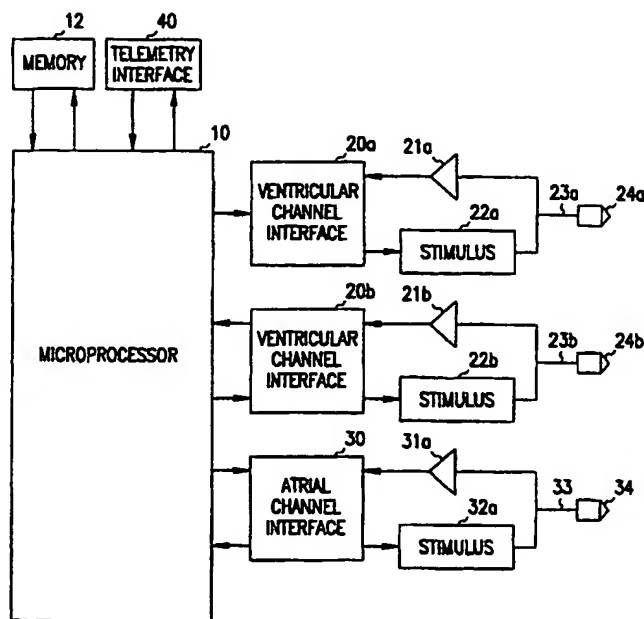 12
40
MEMORY
TELEMETRY
INTERFACE
10
MICROPROCESSOR
20a
VENTRICULAR
CHANNEL
INTERFACE
21a
22a
STIMULUS
23a
24a
20b
VENTRICULAR
CHANNEL
INTERFACE
21b
22b
STIMULUS
23b
24b
30
ATRIAL
CHANNEL
INTERFACE
31a
32a
STIMULUS
33
34